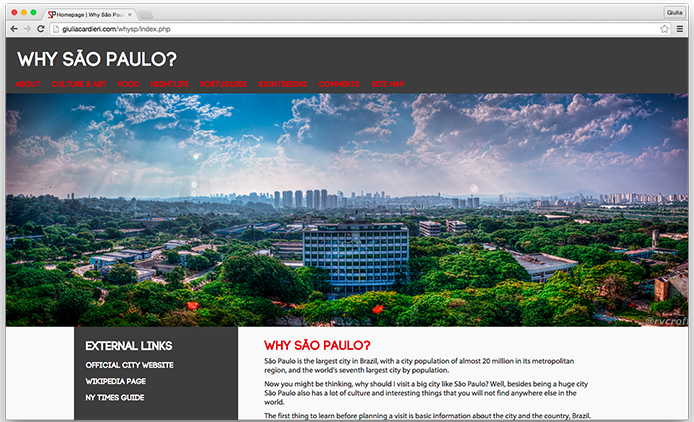 Homepage | Why São Paulo
Giulia
giuliacardieri.com/whysp/index.php
WHY SÃO PAULO?
ABOUT CULTURE & ART FOOD NIGHTLIFE PORTUGUESE SIGHTSEEING COMMENTS SITE MAP
@rvcrof
EXTERNAL LINKS
OFFICIAL CITY WEBSITE
WIKIPEDIA PAGE
NY TIMES GUIDE
WHY SÃO PAULO?
São Paulo is the largest city in Brazil, with a city population of almost 20 million in its metropolitan
region, and the world's seventh largest city by population.
Now you might be thinking, why should I visit a big city like São Paulo? Well, besides being a huge city
São Paulo also has a lot of culture and interesting things that you will not find anywhere else in the
world.
The first thing to learn before planning a visit is basic information about the city and the country, Brazil.